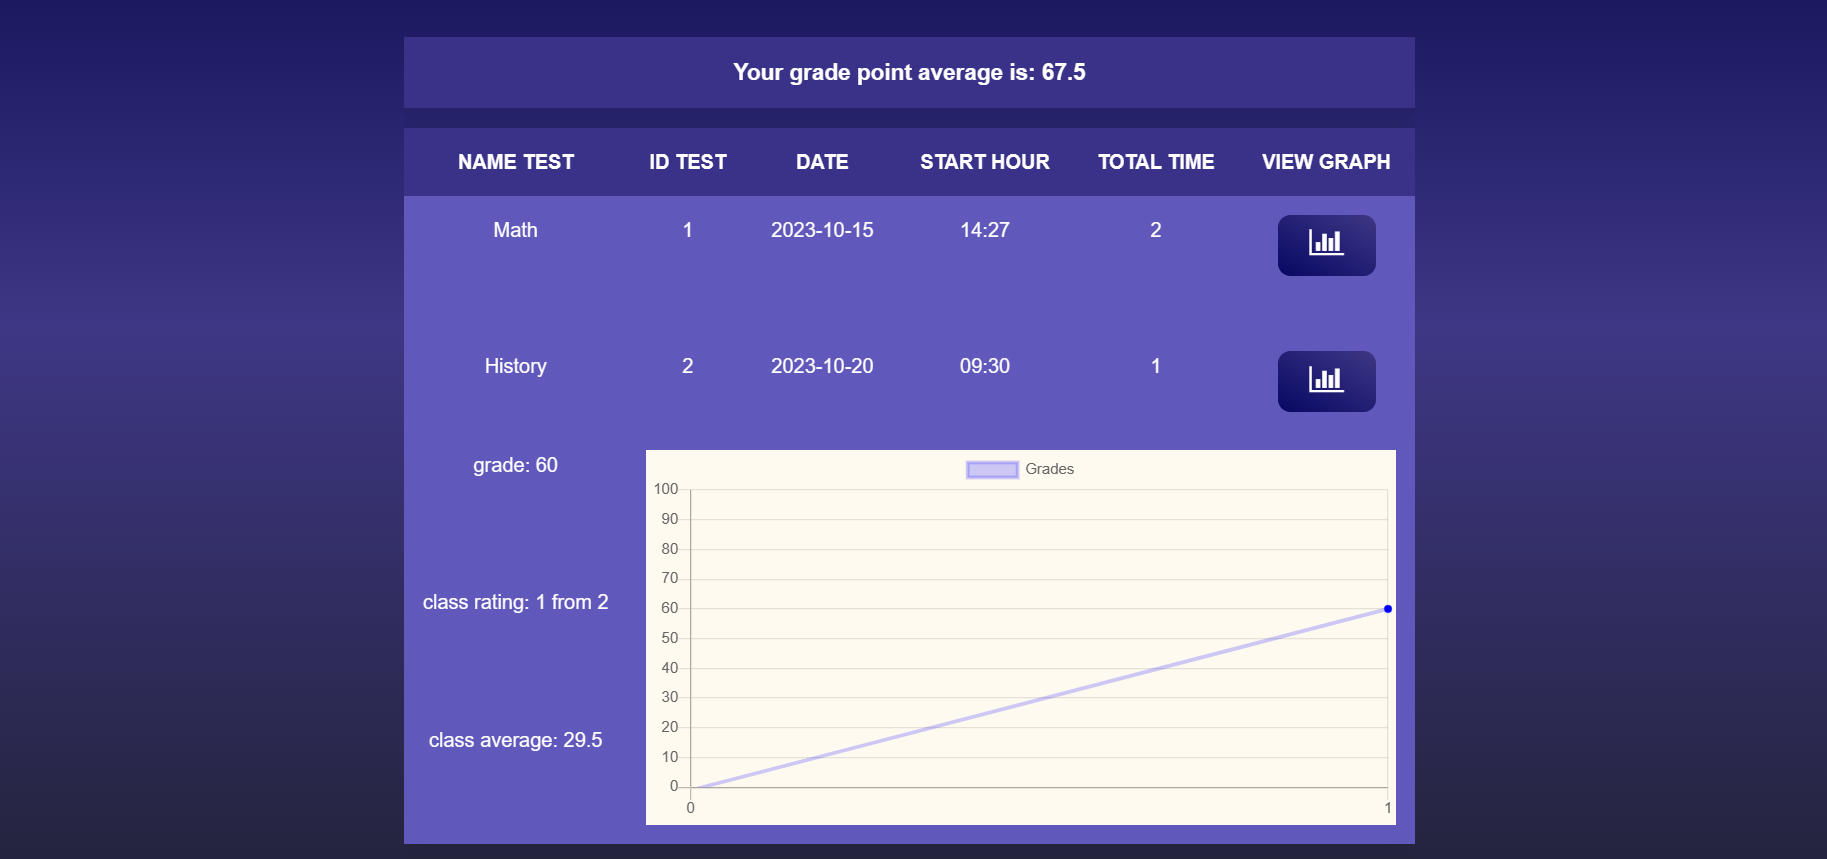 Your grade point average is: 67.5
NAME TEST ID TEST DATE START HOUR TOTAL TIME VIEW GRAPH
Math 1 2023-10-15 14:27 2
History 2 2023-10-20 09:30 1
grade: 60
class rating: 1 from 2
class average: 29.5
Grades
100
90
80
70
60
50
40
30
20
10
0
0 1